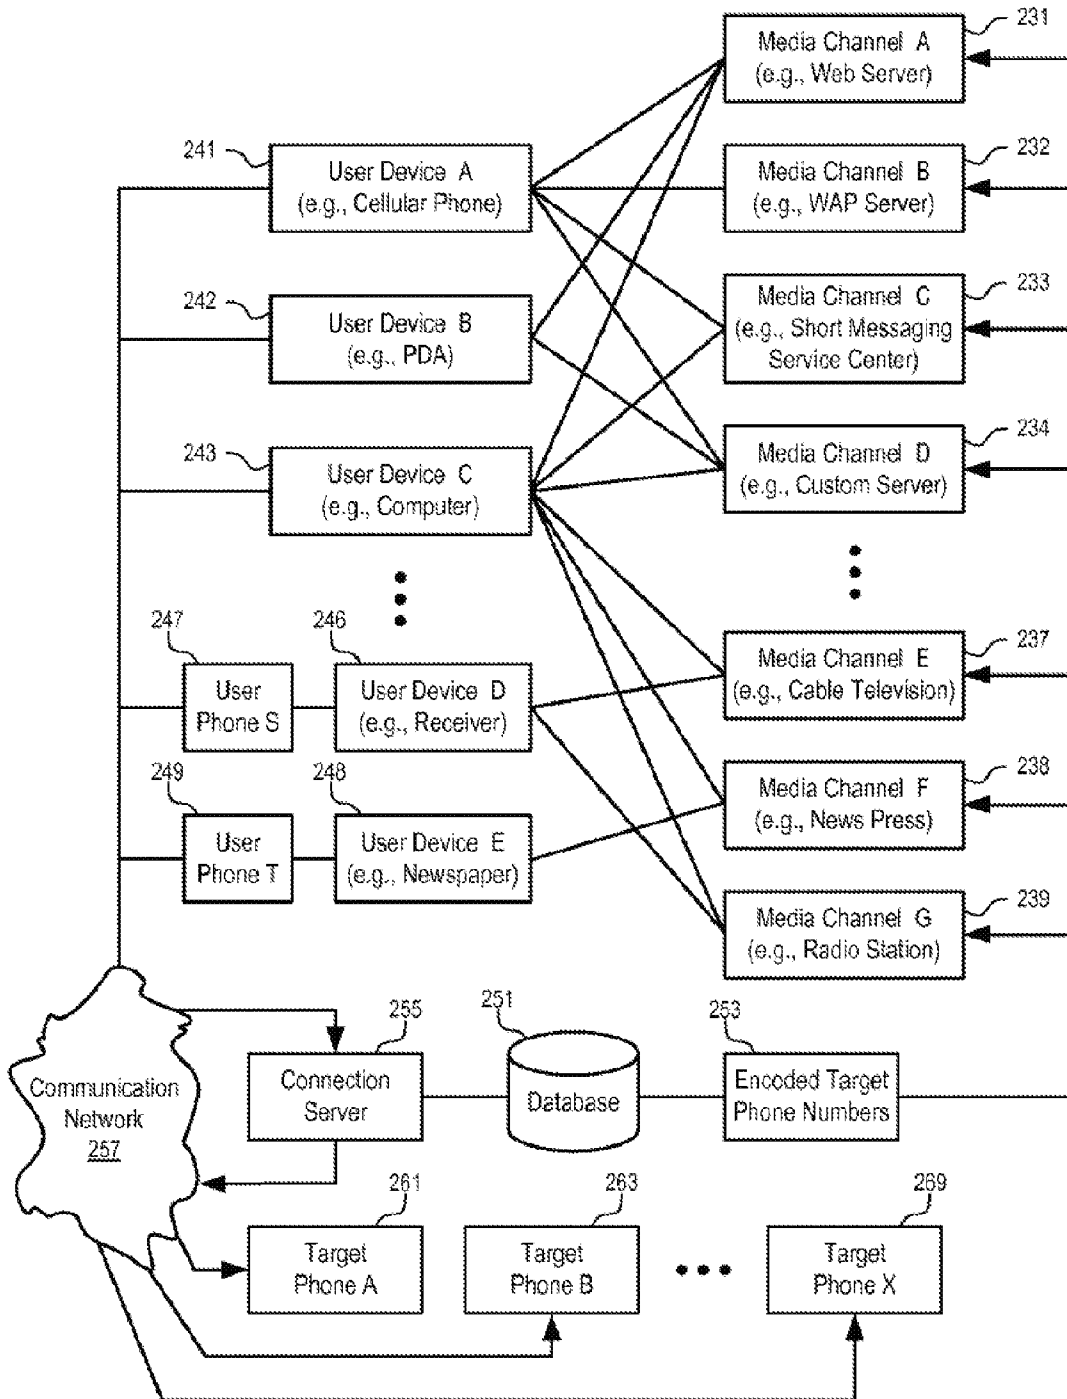 231
Media Channel A
(e.g., Web Server)
241
User Device A
(e.g., Cellular Phone)
232
Media Channel B
(e.g., WAP Server)
242
User Device B
(e.g., PDA)
233
Media Channel C
(e.g., Short Messaging
Service Center)
243
User Device C
(e.g., Computer)
234
Media Channel D
(e.g., Custom Server)
247
User
Phone S
246
User Device D
(e.g., Receiver)
237
Media Channel E
(e.g., Cable Television)
249
User
Phone T
248
User Device E
(e.g., Newspaper)
238
Media Channel F
(e.g., News Press)
239
Media Channel G
(e.g., Radio Station)
Communication
Network
257
255
Connection
Server
251
Database
253
Encoded Target
Phone Numbers
261
Target
Phone A
263
Target
Phone B
269
Target
Phone X